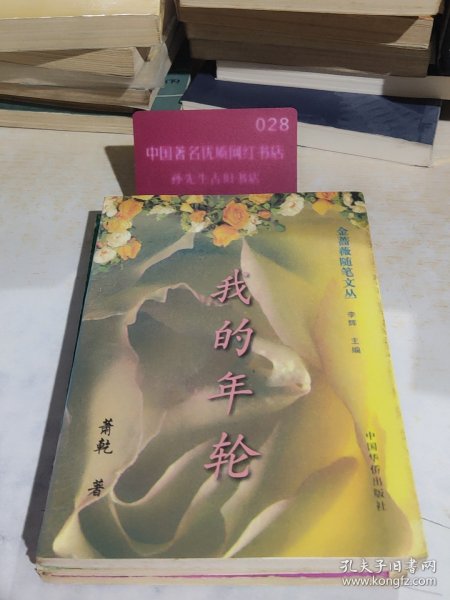 028
中国著名优质网红书店
孙先生古旧书店
金蔷薇随笔文丛
李辉 主编
我的年轮
萧乾 著
中国华侨出版社
孔夫子旧书网
www.kongfz.com